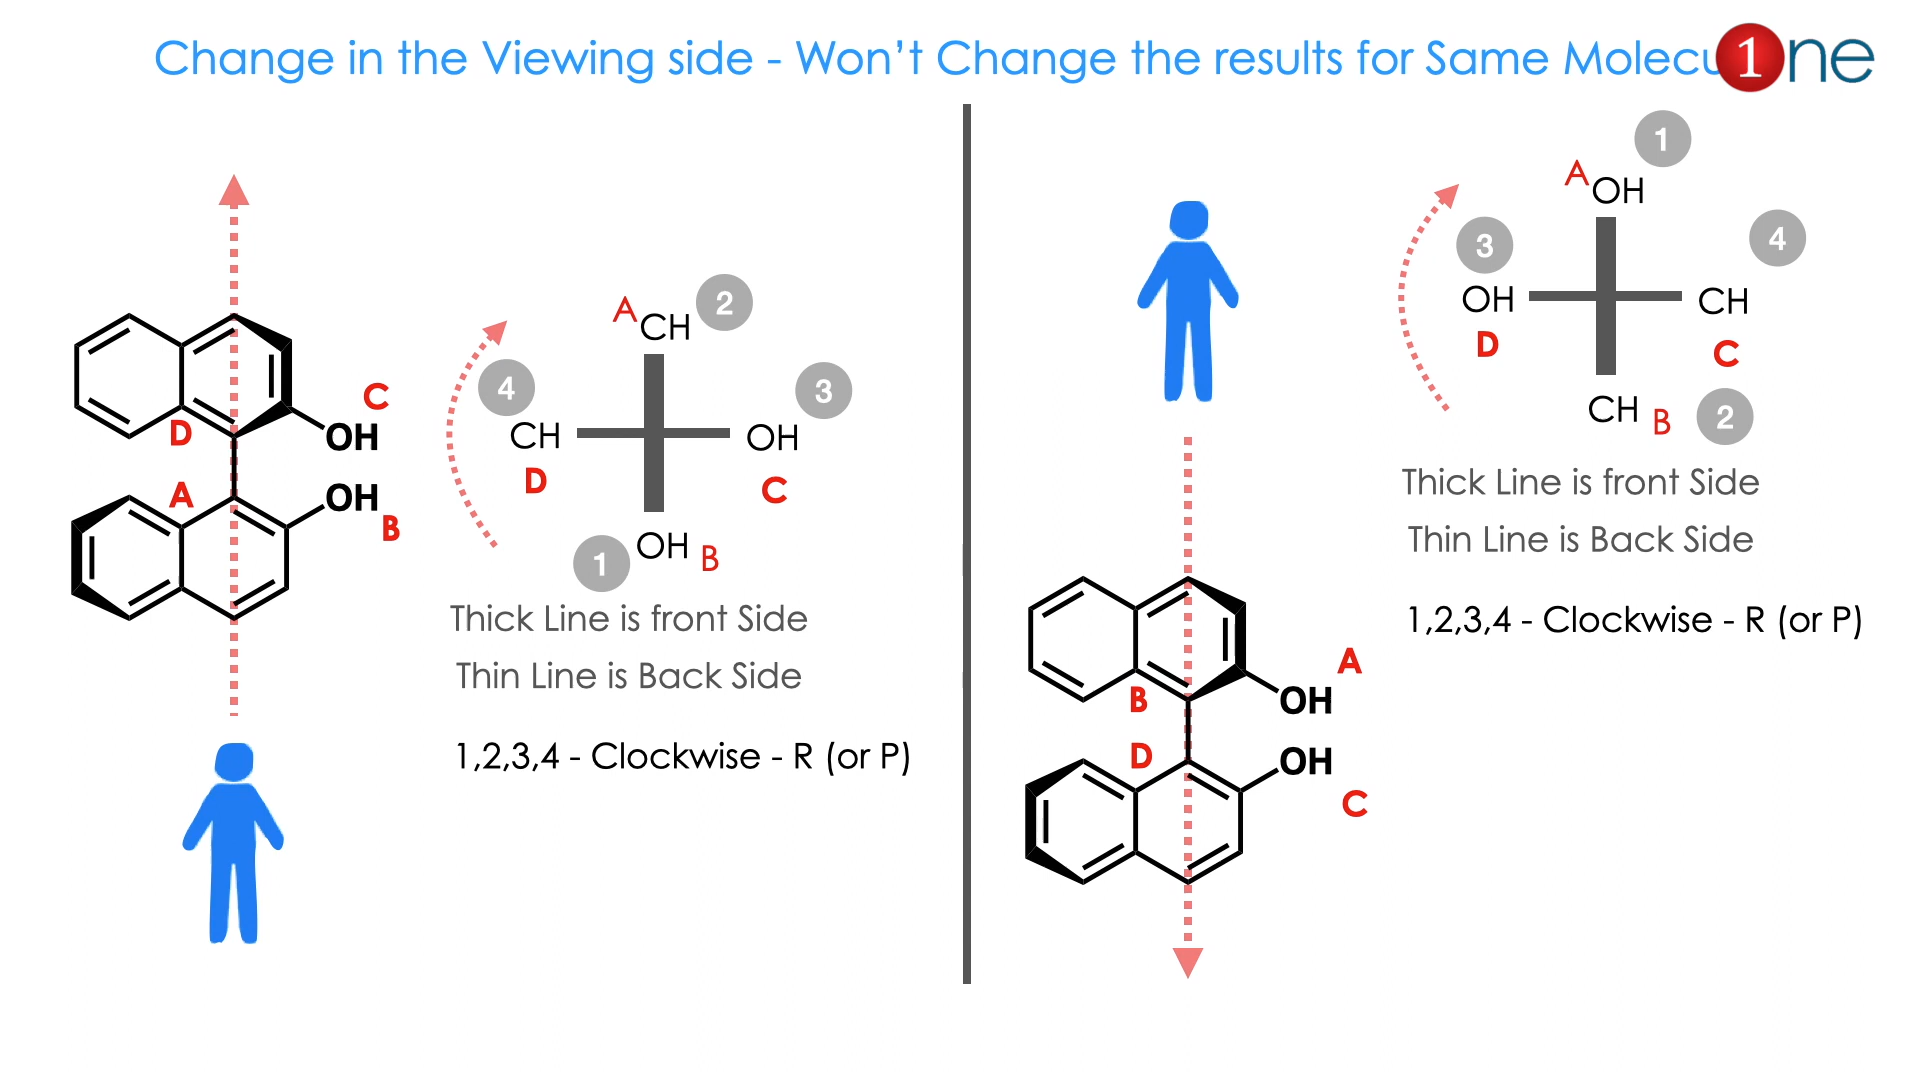 Change in the Viewing side - Won't Change the results for Same Molecu
1ne
C
D
OH
A
OH
B
A
CH
2
4
3
CH
OH
D
C
1
OH
B
Thick Line is front Side
Thin Line is Back Side
1,2,3,4 - Clockwise - R (or P)
1
A
OH
3
4
OH
CH
D
C
CH
B
2
Thick Line is front Side
Thin Line is Back Side
1,2,3,4 - Clockwise - R (or P)
A
B
OH
D
OH
C